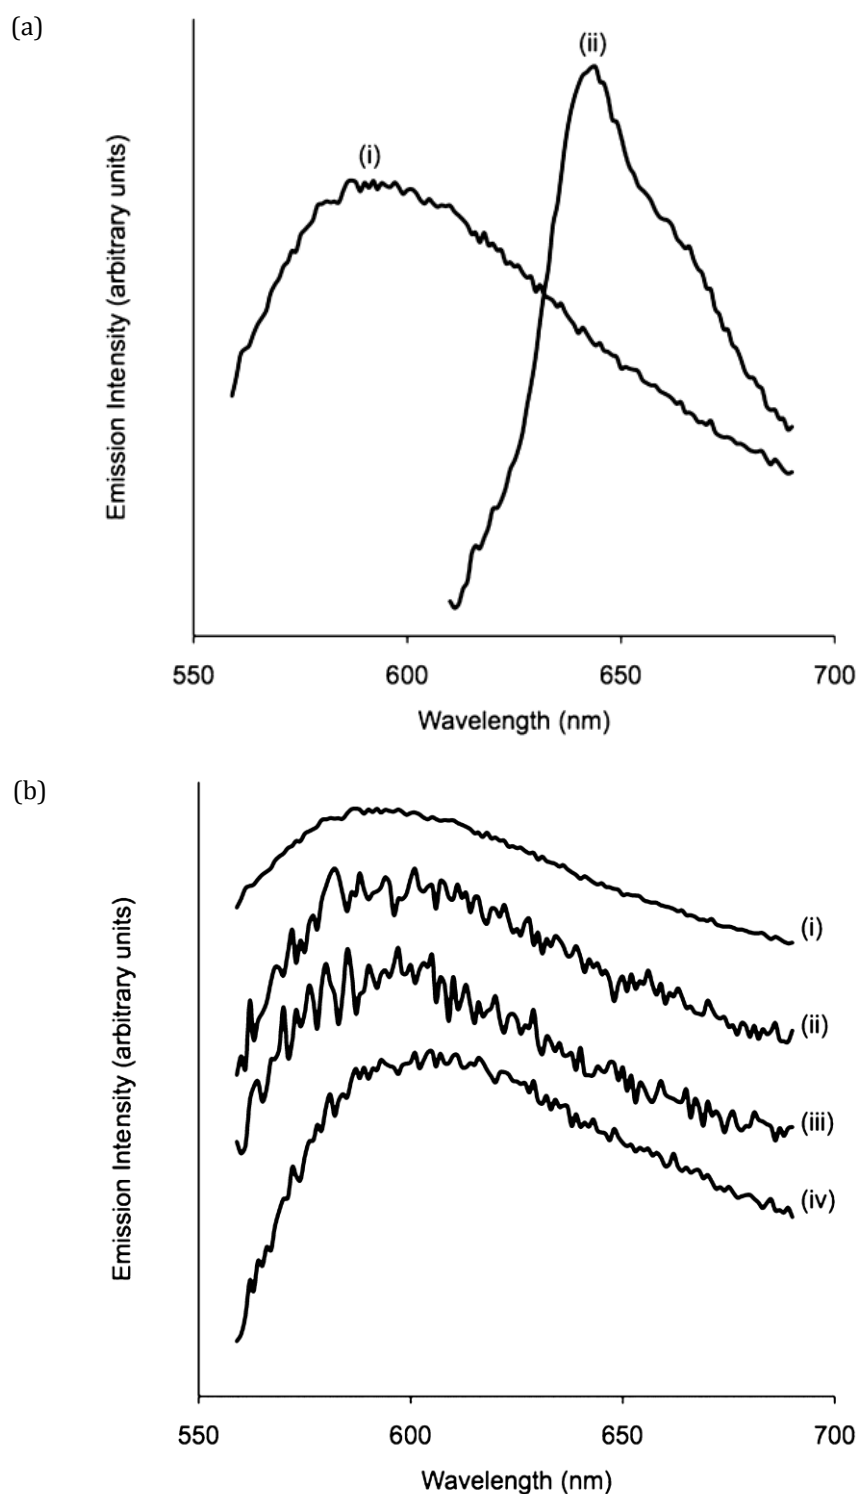 (a)
(ii)
(i)
Emission Intensity (arbitrary units)
550 600 650 700
Wavelength (nm)
(b)
(i)
(ii)
(iii)
(iv)
Emission Intensity (arbitrary units)
550 600 650 700
Wavelength (nm)